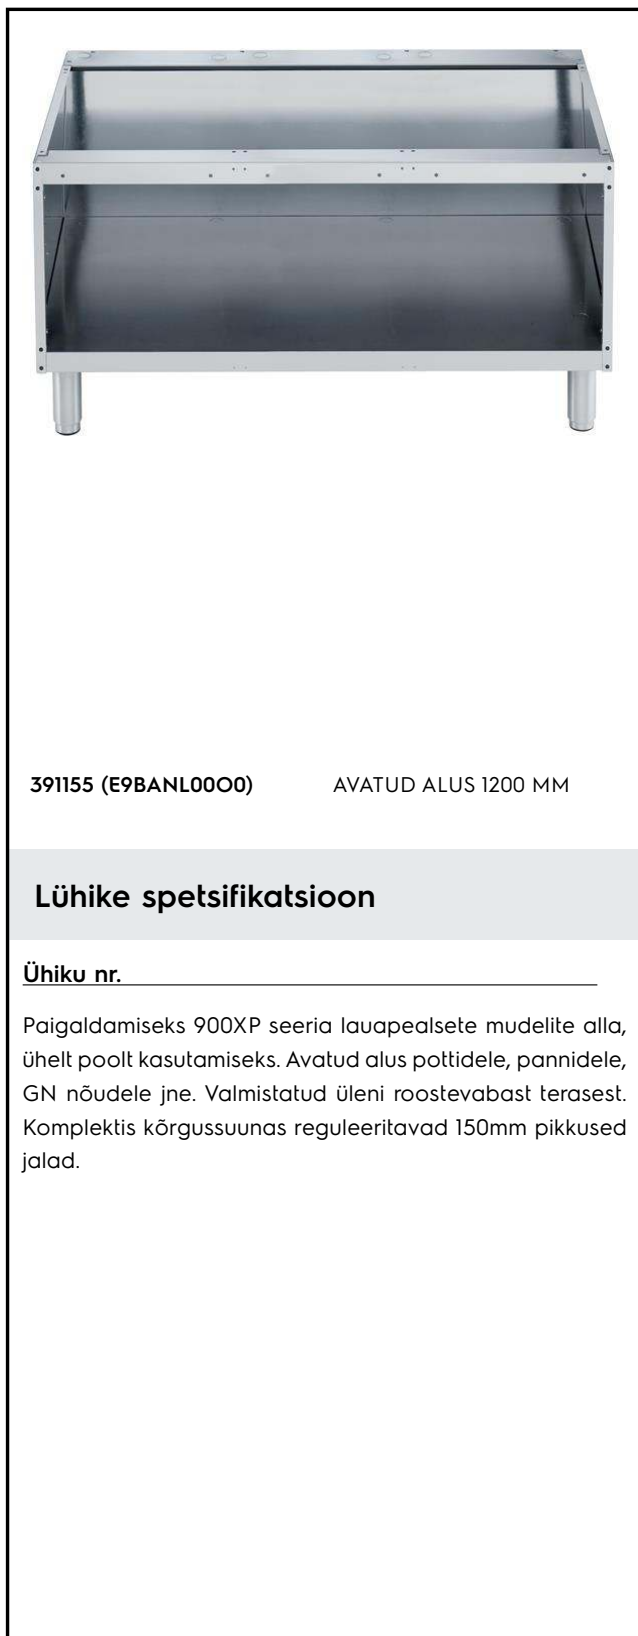 391155 (E9BANL00O0) AVATUD ALUS 1200 MM
Lühike spetsifikatsioon
Ühiku nr.
Paigaldamiseks 900XP seeria lauapealsete mudelite alla,
ühelt poolt kasutamiseks. Avatud alus pottidele, pannidele,
GN nõudele jne. Valmistatud üleni roostevabast terasest.
Komplektis kõrgussuunas reguleeritavad 150mm pikkused
jalad.